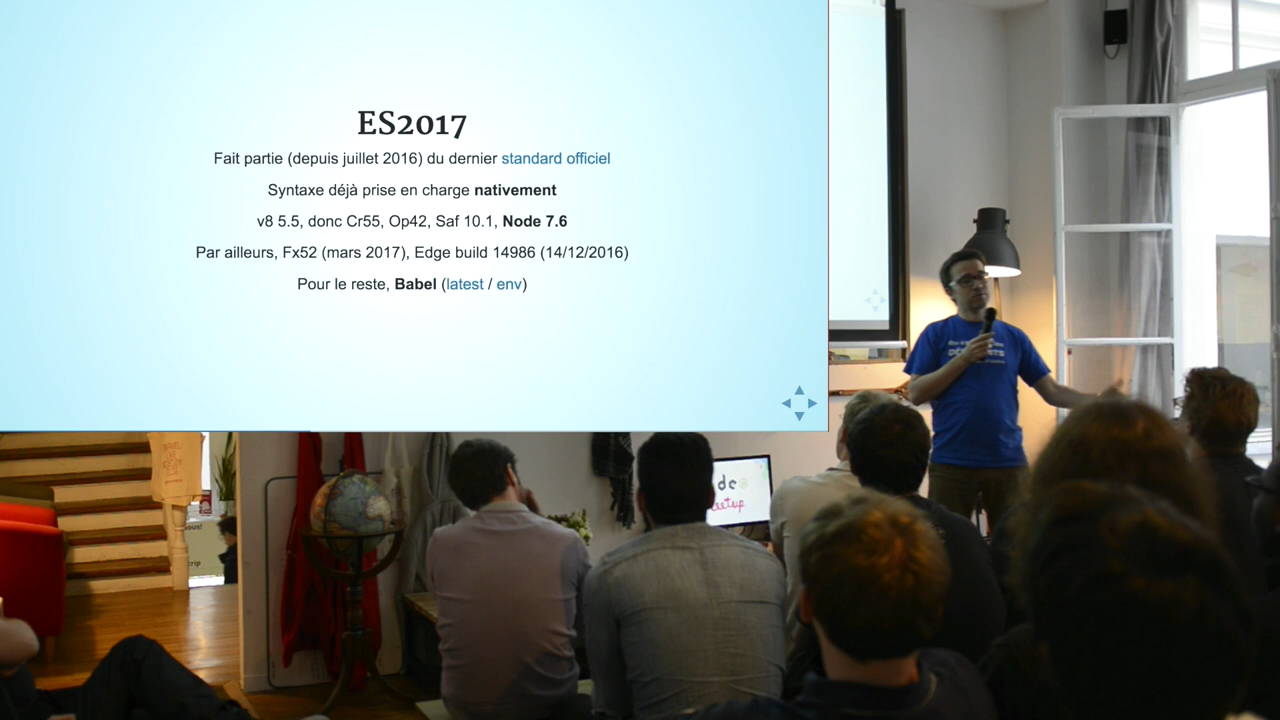 ES2017
Fait partie (depuis juillet 2016) du dernier standard officiel
Syntaxe déjà prise en charge nativement
v8 5.5, donc Cr55, Op42, Saf 10.1, Node 7.6
Par ailleurs, Fx52 (mars 2017), Edge build 14986 (14/12/2016)
Pour le reste, Babel (latest / env)